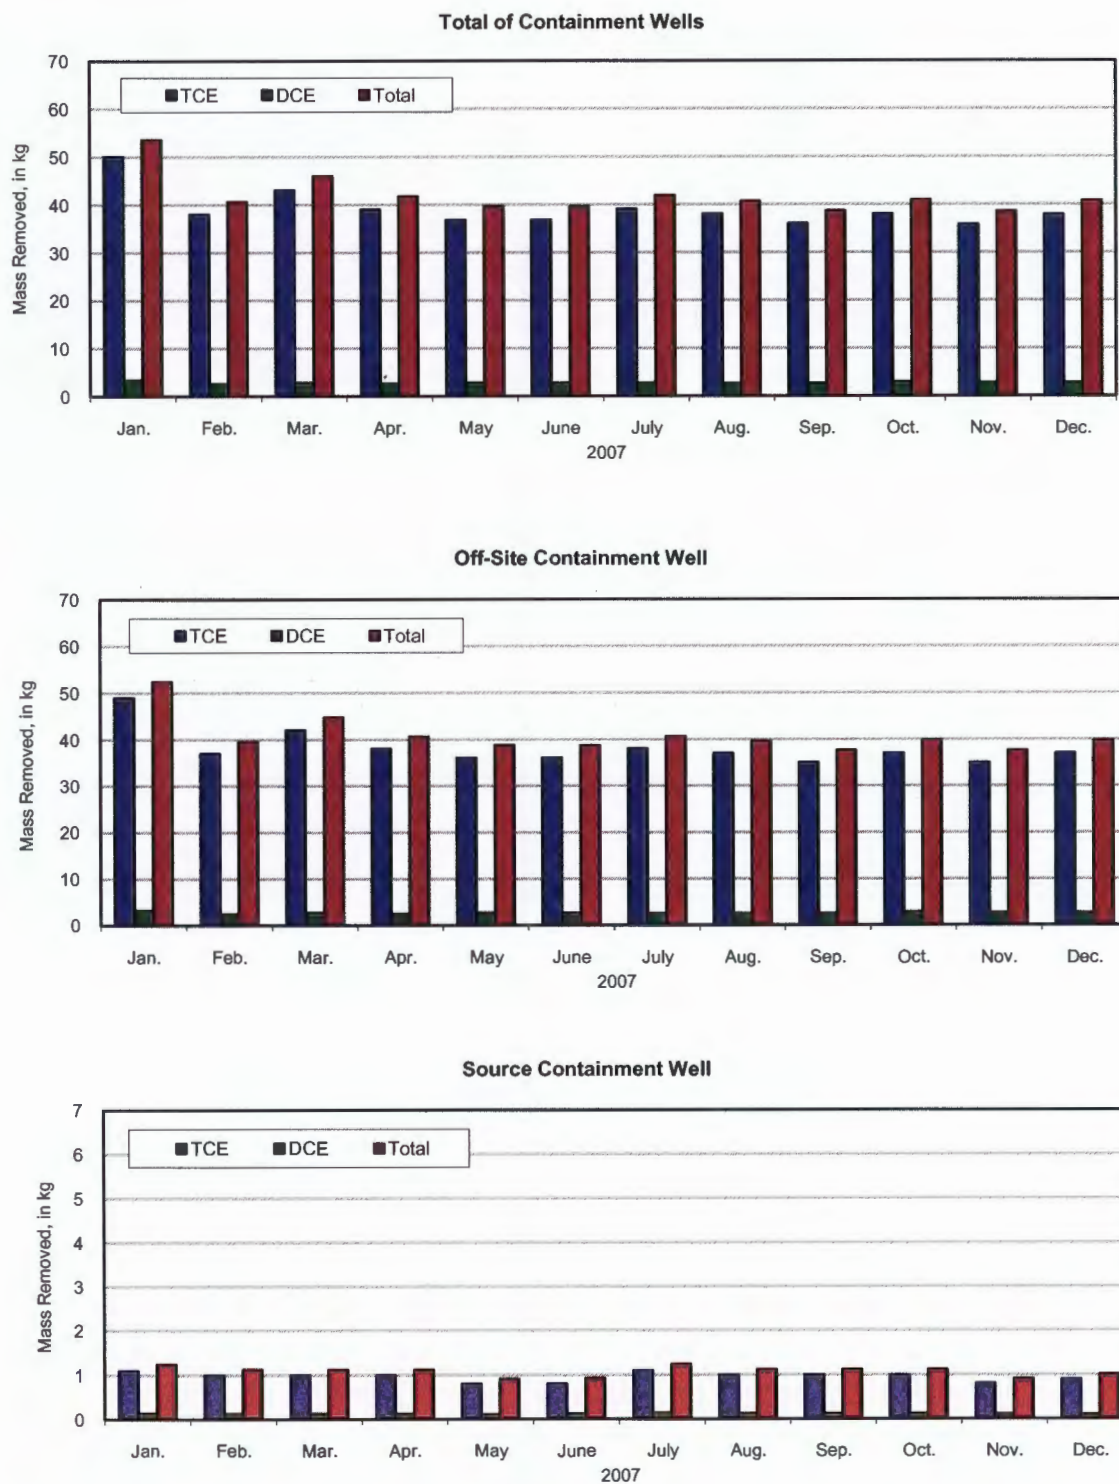 Total of Containment Wells
70
60
50
40
30
20
10
0
Mass Removed, in kg
TCE DCE Total
Jan. Feb. Mar. Apr. May June July Aug. Sep. Oct. Nov. Dec.
2007
Off-Site Containment Well
70
60
50
40
30
20
10
0
Mass Removed, in kg
TCE DCE Total
Jan. Feb. Mar. Apr. May June July Aug. Sep. Oct. Nov. Dec.
2007
Source Containment Well
7
6
5
4
3
2
1
0
Mass Removed, in kg
TCE DCE Total
Jan. Feb. Mar. Apr. May June July Aug. Sep. Oct. Nov. Dec.
2007